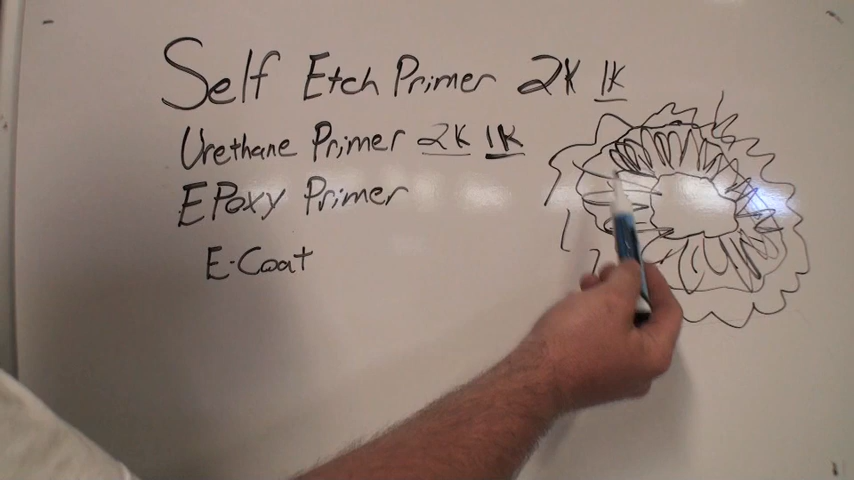 Self Etch Primer 2K 1K
Urethane Primer 2K 1K
EPoxy Primer
E-Coat